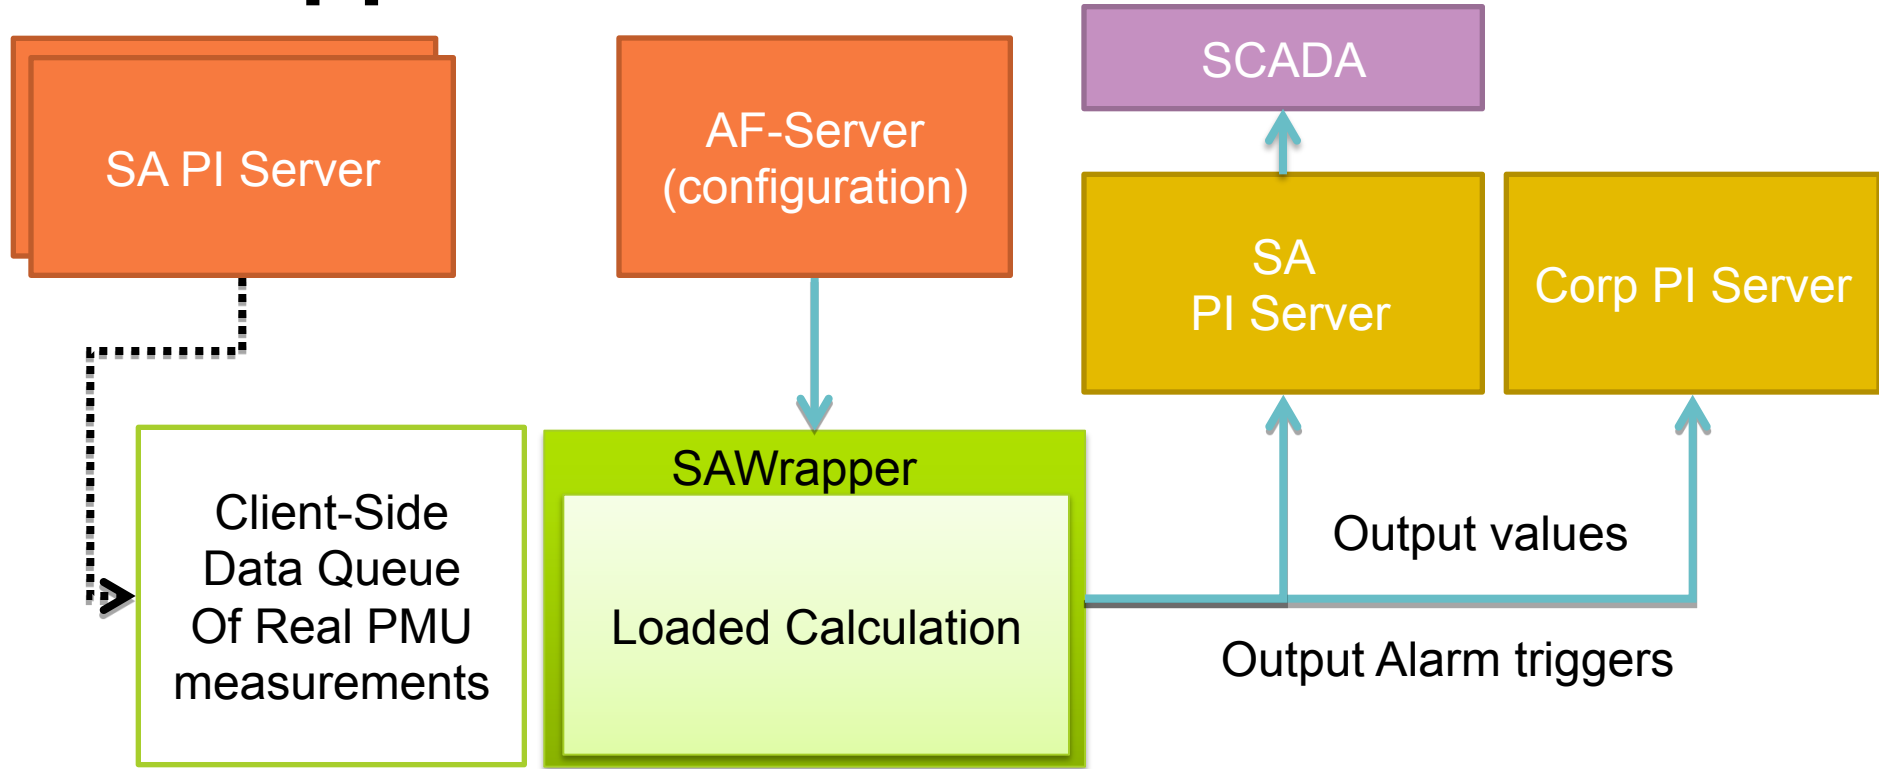 SA PI Server
AF-Server
(configuration)
SCADA
SA
PI Server
Corp PI Server
Client-Side
Data Queue
Of Real PMU
measurements
SAWrapper
Loaded Calculation
Output values
Output Alarm triggers